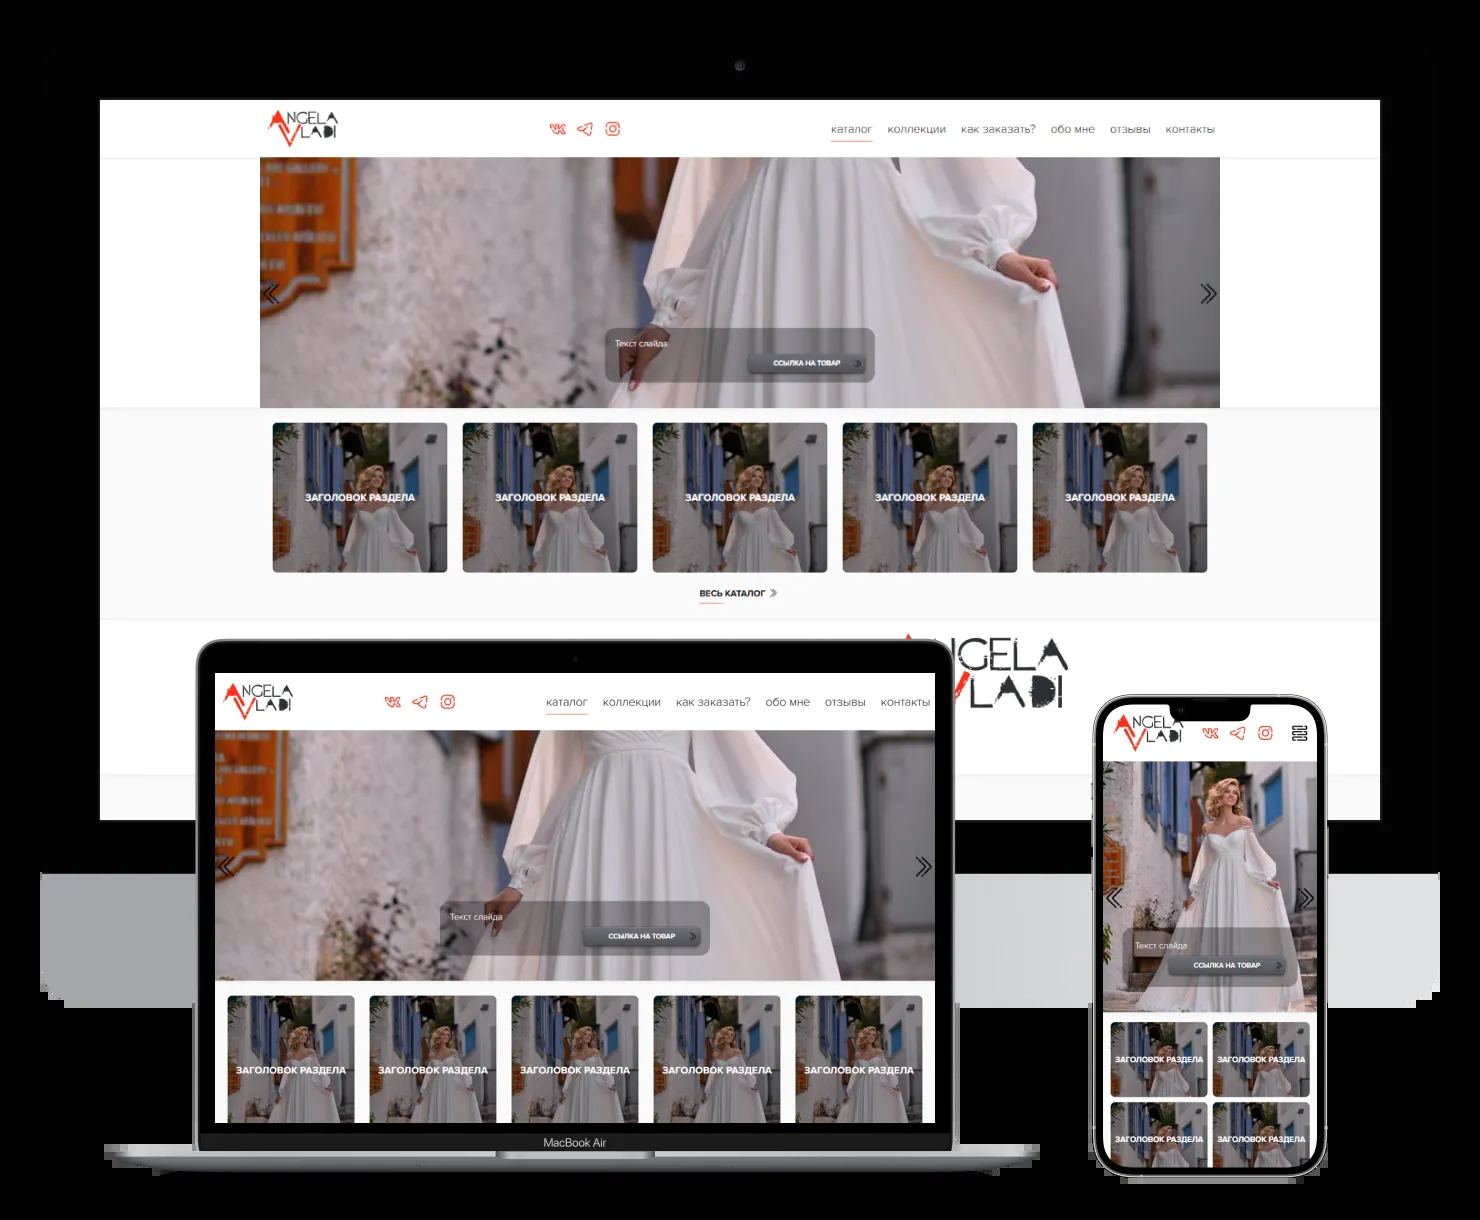 ANGELA
VLADI
каталог коллекции как заказать? обо мне отзывы контакты
Текст слайда
ССЫЛКА НА ТОВАР
ЗАГОЛОВОК РАЗДЕЛА ЗАГОЛОВОК РАЗДЕЛА ЗАГОЛОВОК РАЗДЕЛА ЗАГОЛОВОК РАЗДЕЛА ЗАГОЛОВОК РАЗДЕЛА
ВЕСЬ КАТАЛОГ
ANGELA
VLADI
ANGELA
VLADI
каталог коллекции как заказать? обо мне отзывы контакты
Текст слайда
ССЫЛКА НА ТОВАР
ЗАГОЛОВОК РАЗДЕЛА ЗАГОЛОВОК РАЗДЕЛА ЗАГОЛОВОК РАЗДЕЛА ЗАГОЛОВОК РАЗДЕЛА ЗАГОЛОВОК РАЗДЕЛА
MacBook Air
ANGELA
VLADI
Текст слайда
ССЫЛКА НА ТОВАР
ЗАГОЛОВОК РАЗДЕЛА ЗАГОЛОВОК РАЗДЕЛА
ЗАГОЛОВОК РАЗДЕЛА ЗАГОЛОВОК РАЗДЕЛА